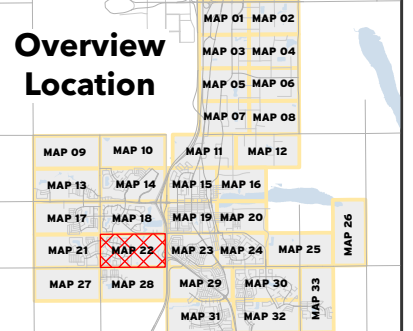 MAP 01 MAP 02
Overview
Location
MAP 03 MAP 04
MAP 05 MAP 06
MAP 07 MAP 08
MAP 09 MAP 10 MAP 11 MAP 12
MAP 13 MAP 14 MAP 15 MAP 16
MAP 17 MAP 18 MAP 19 MAP 20 MAP 26
MAP 21 MAP 22 MAP 23 MAP 24 MAP 25
MAP 27 MAP 28 MAP 29 MAP 30 MAP 33
MAP 31 MAP 32